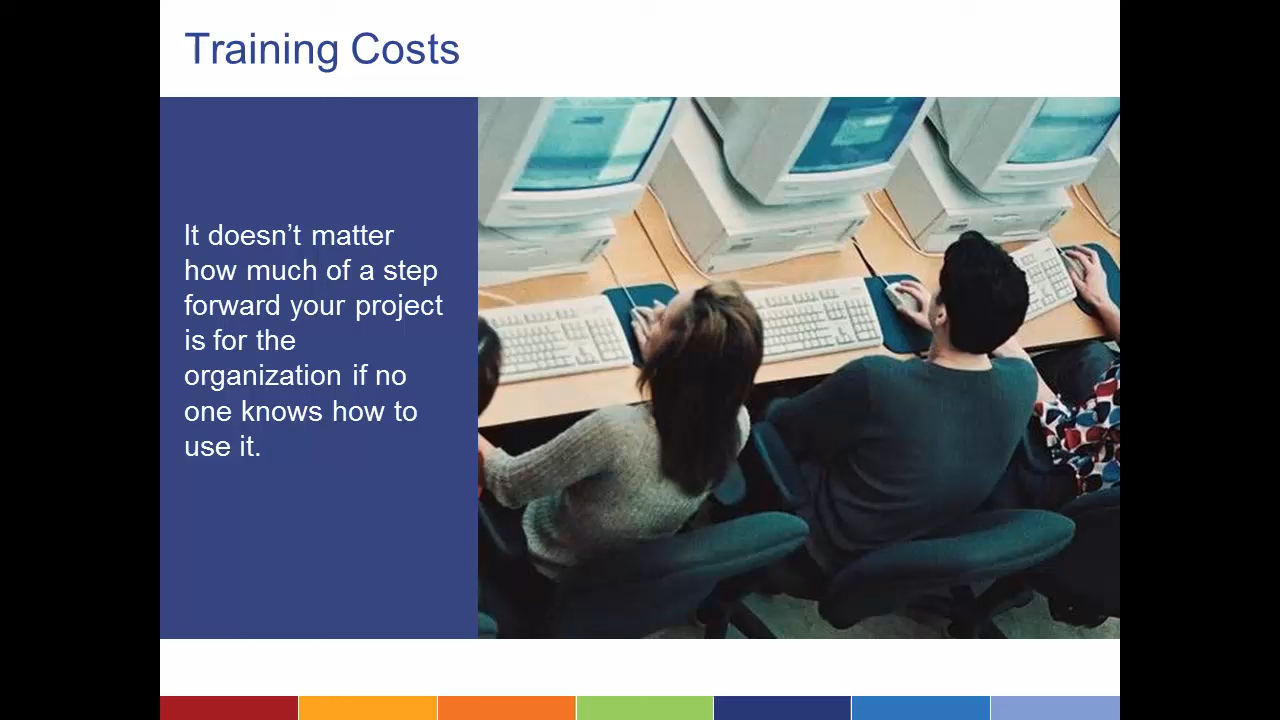 Training Costs
It doesn’t matter
how much of a step
forward your project
is for the
organization if no
one knows how to
use it.